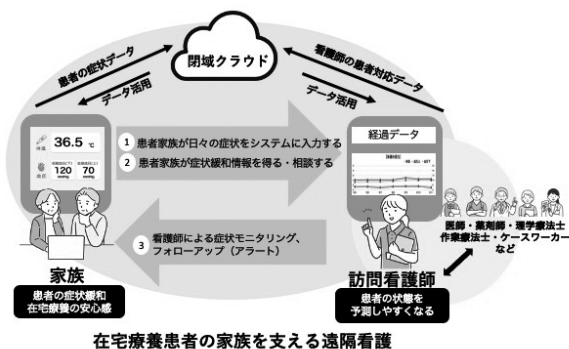 閉域クラウド
患者の症状データ
データ活用
看護師の患者対応データ
データ活用
体温
36.5 ℃
血圧
120
mmHg
70
mmHg
1 患者家族が日々の症状をシステムに入力する
2 患者家族が症状緩和情報を得る・相談する
経過データ
3 看護師による症状モニタリング、
フォローアップ（アラート）
家族
患者の症状緩和
在宅療養の安心感
訪問看護師
患者の状態を
予測しやすくなる
医師・薬剤師・理学療法士
作業療法士・ケースワーカー
など
在宅療養患者の家族を支える遠隔看護